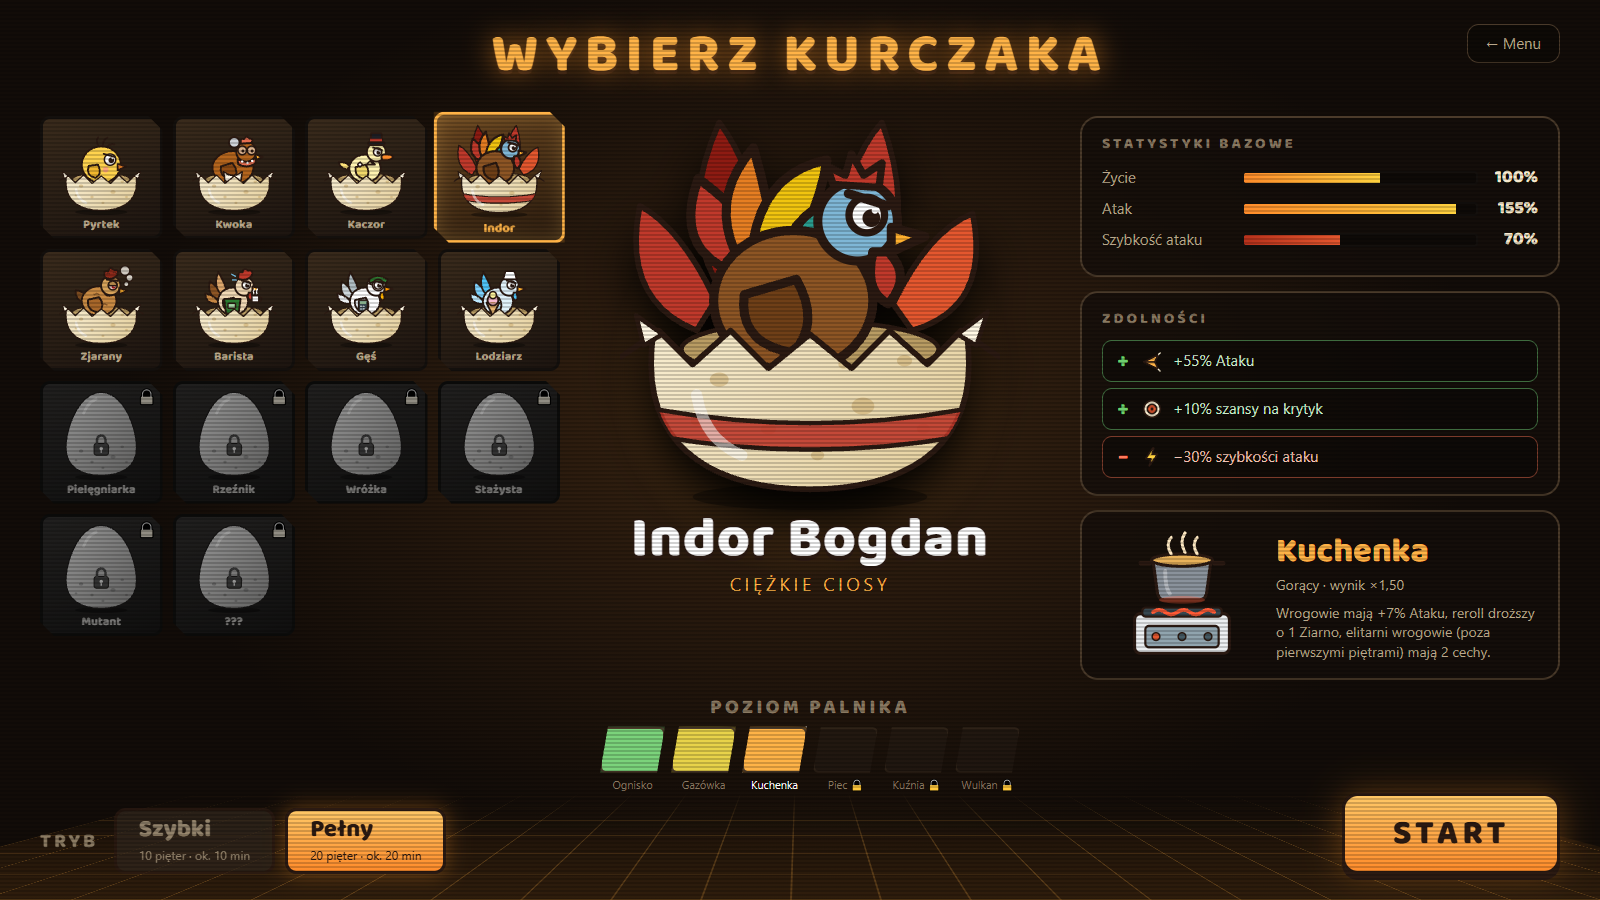 WYBIERZ KURCZAKA
← Menu
Pyrtek
Kwoka
Kaczor
Indor
Zjarany
Barista
Gęś
Lodziarz
Pielęgniarka
Rzeźnik
Wróżka
Stażysta
Mutant
???
Indor Bogdan
CIĘŻKIE CIOSY
STATYSTYKI BAZOWE
Życie 100%
Atak 155%
Szybkość ataku 70%
ZDOLNOŚCI
+ +55% Ataku
+ +10% szansy na krytyk
− −30% szybkości ataku
Kuchenka
Gorący · wynik ×1,50
Wrogowie mają +7% Ataku, reroll droższy
o 1 Ziarno, elitarni wrogowie (poza
pierwszymi piętrami) mają 2 cechy.
POZIOM PALNIKA
Ognisko
Gazówka
Kuchenka
Piec
Kuźnia
Wulkan
TRYB
Szybki
10 pięter · ok. 10 min
Pełny
20 pięter · ok. 20 min
START